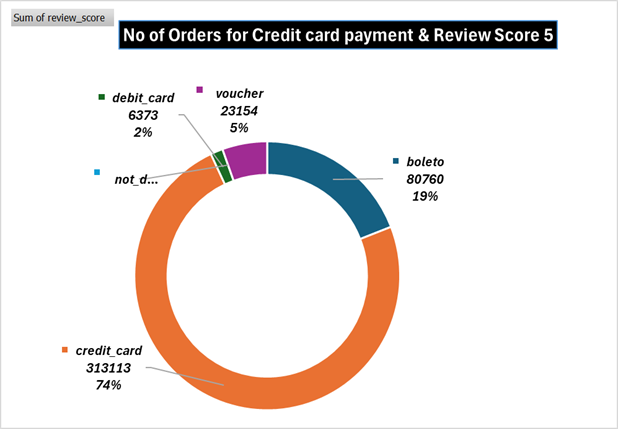 Sum of review_score
No of Orders for Credit card payment & Review Score 5
voucher
23154
5%
debit_card
6373
2%
boleto
80760
19%
not_d...
credit_card
313113
74%